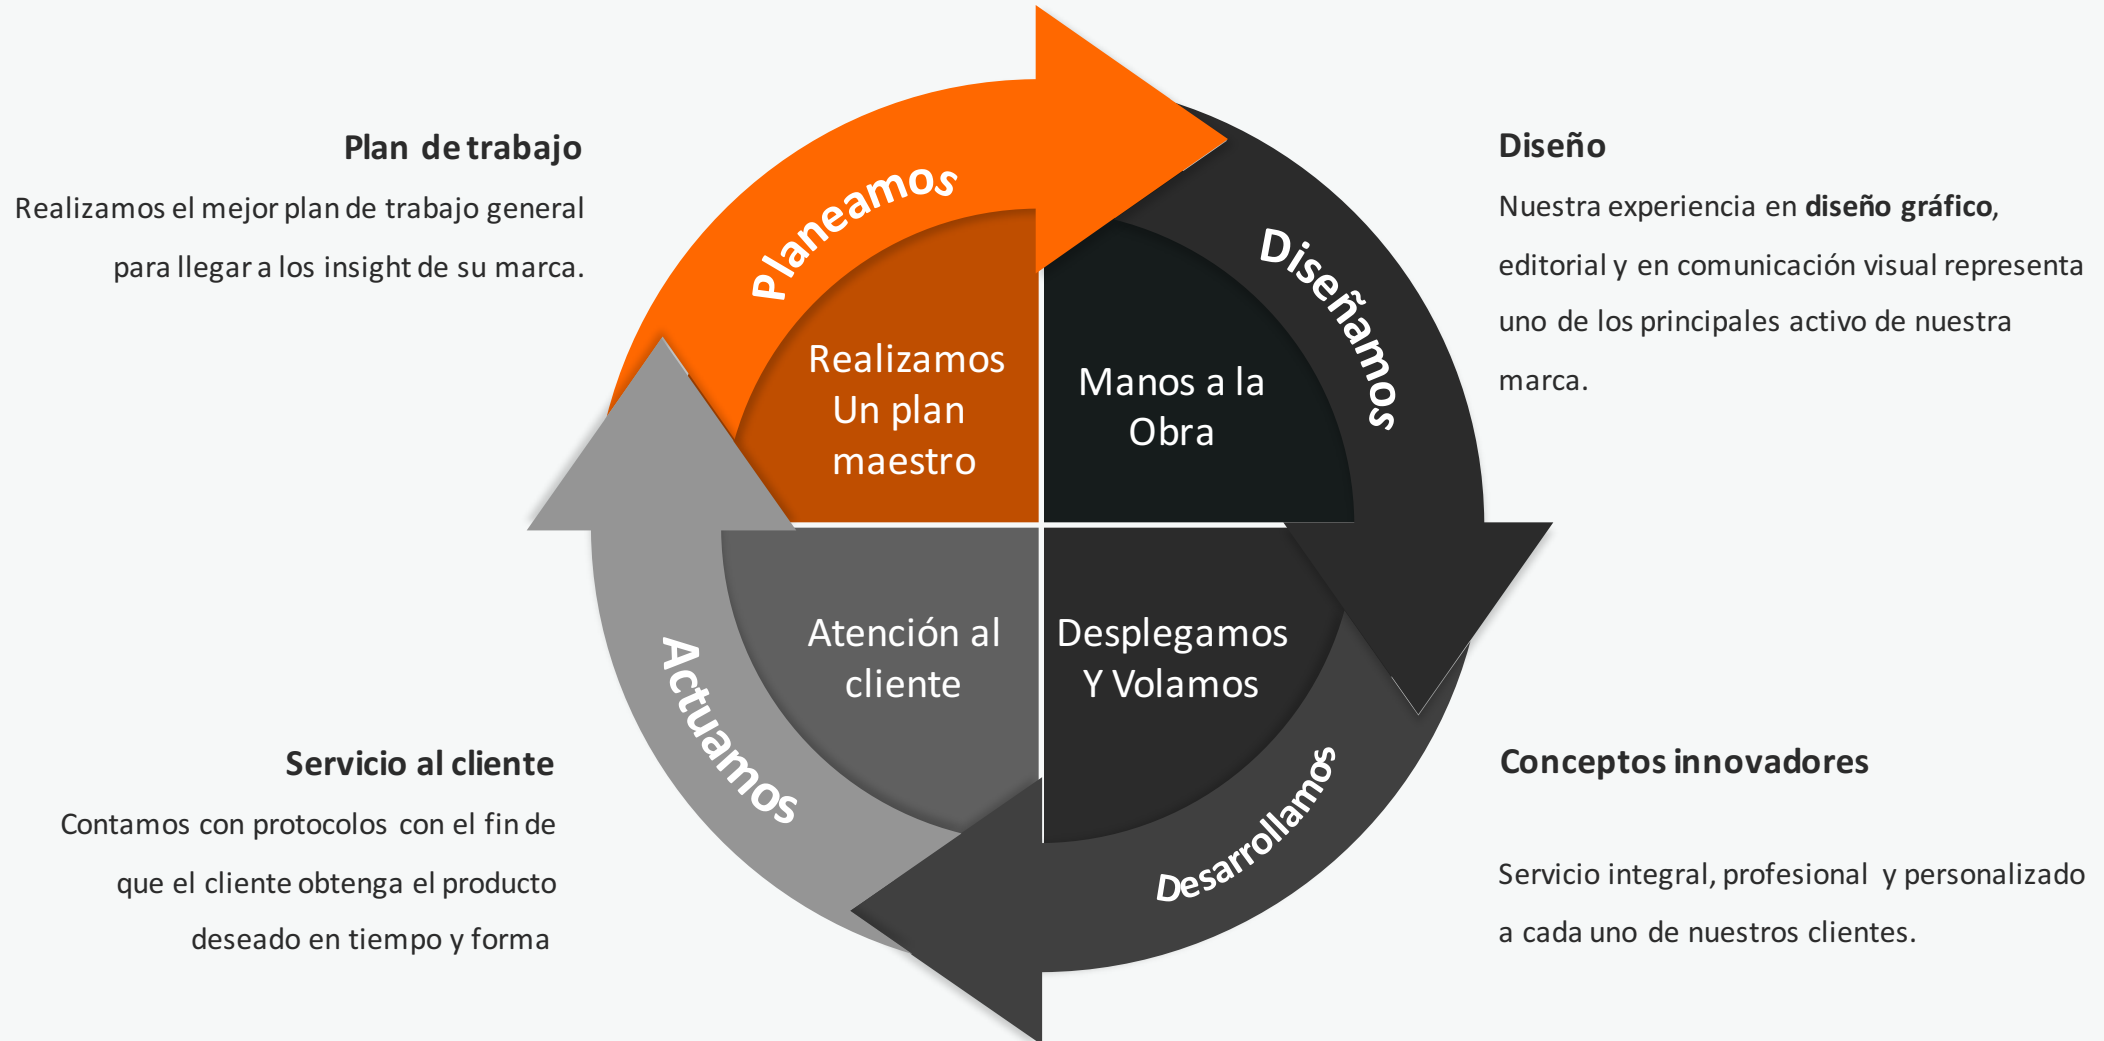 Plan de trabajo
Realizamos el mejor plan de trabajo general
para llegar a los insight de su marca.
Planeamos
Realizamos
Un plan
maestro
Diseñamos
Manos a la
Obra
Diseño
Nuestra experiencia en diseño gráfico,
editorial y en comunicación visual representa
uno de los principales activo de nuestra
marca.
Servicio al cliente
Contamos con protocolos con el fin de
que el cliente obtenga el producto
deseado en tiempo y forma
Actuamos
Atención al
cliente
Desplegamos
Y Volamos
Desarrollamos
Conceptos innovadores
Servicio integral, profesional y personalizado
a cada uno de nuestros clientes.